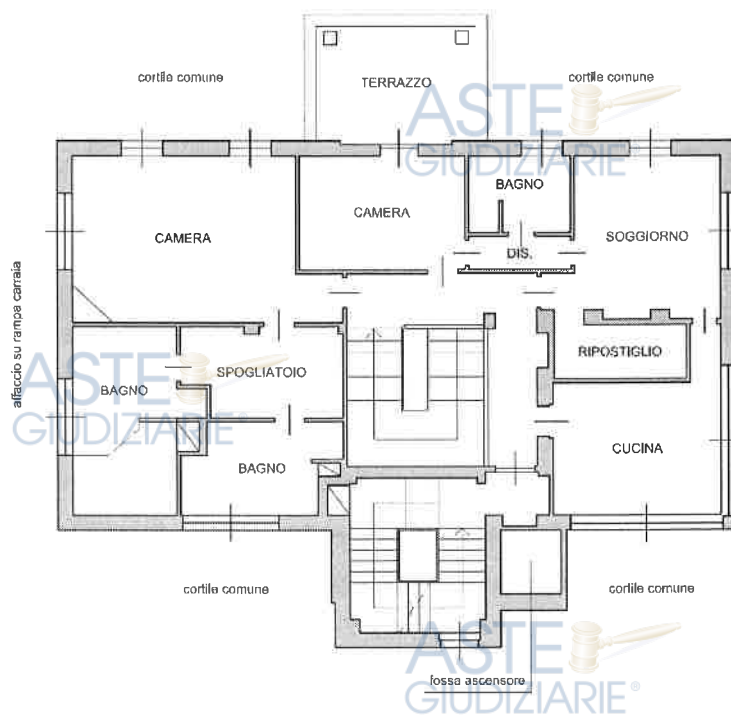 cortile comune
TERRAZZO
cortile comune
ASTE
GIUDIZIARIE
BAGNO
CAMERA
CAMERA
SOGGIORNO
DIS.
affaccio su rampa carraia
RIPOSTIGLIO
SPOGLIATOIO
BAGNO
ASTE
GIUDIZIARIE®
CUCINA
BAGNO
cortile comune
cortile comune
ASTE
fossa ascensore
GIUDIZIARIE®